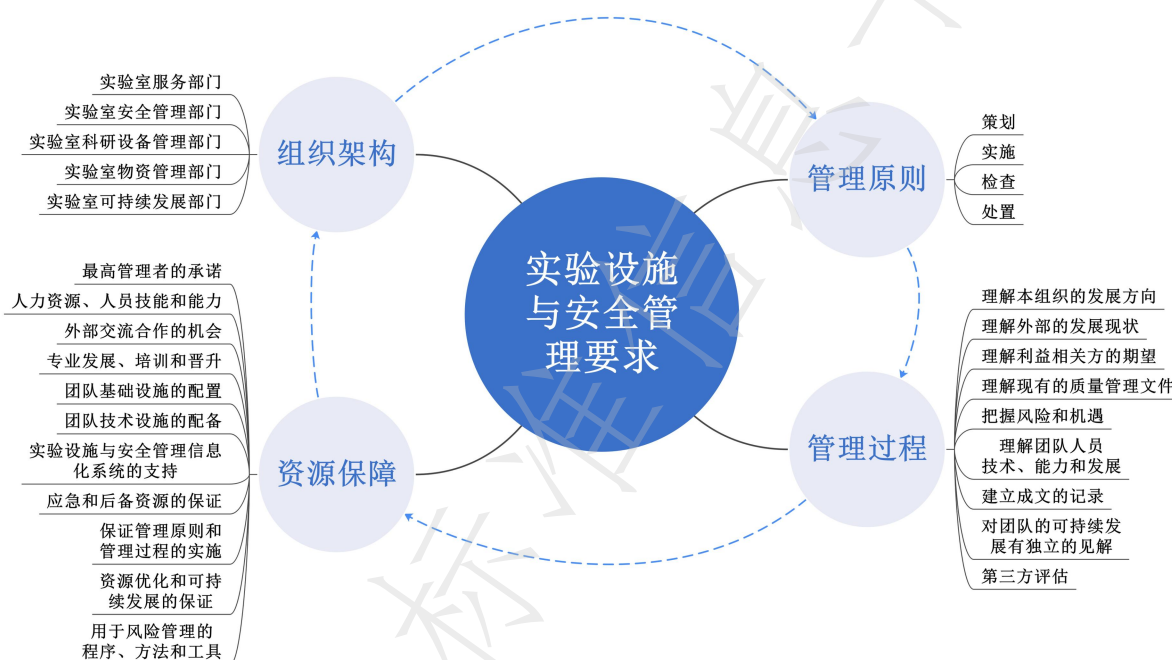 实验设施
与安全管
理要求
组织架构
实验室服务部门
实验室安全管理部门
实验室科研设备管理部门
实验室物资管理部门
实验室可持续发展部门
管理原则
策划
实施
检查
处置
管理过程
理解本组织的发展方向
理解外部的发展现状
理解利益相关方的期望
理解现有的质量管理文件
把握风险和机遇
理解团队人员
技术、能力和发展
建立成文的记录
对团队的可持续发
展有独立的见解
第三方评估
资源保障
最高管理者的承诺
人力资源、人员技能和能力
外部交流合作的机会
专业发展、培训和晋升
团队基础设施的配置
团队技术设施的配备
实验设施与安全管理信息
化系统的支持
应急和后备资源的保证
保证管理原则和
管理过程的实施
资源优化和可持
续发展的保证
用于风险管理的
程序、方法和工具
标准信息